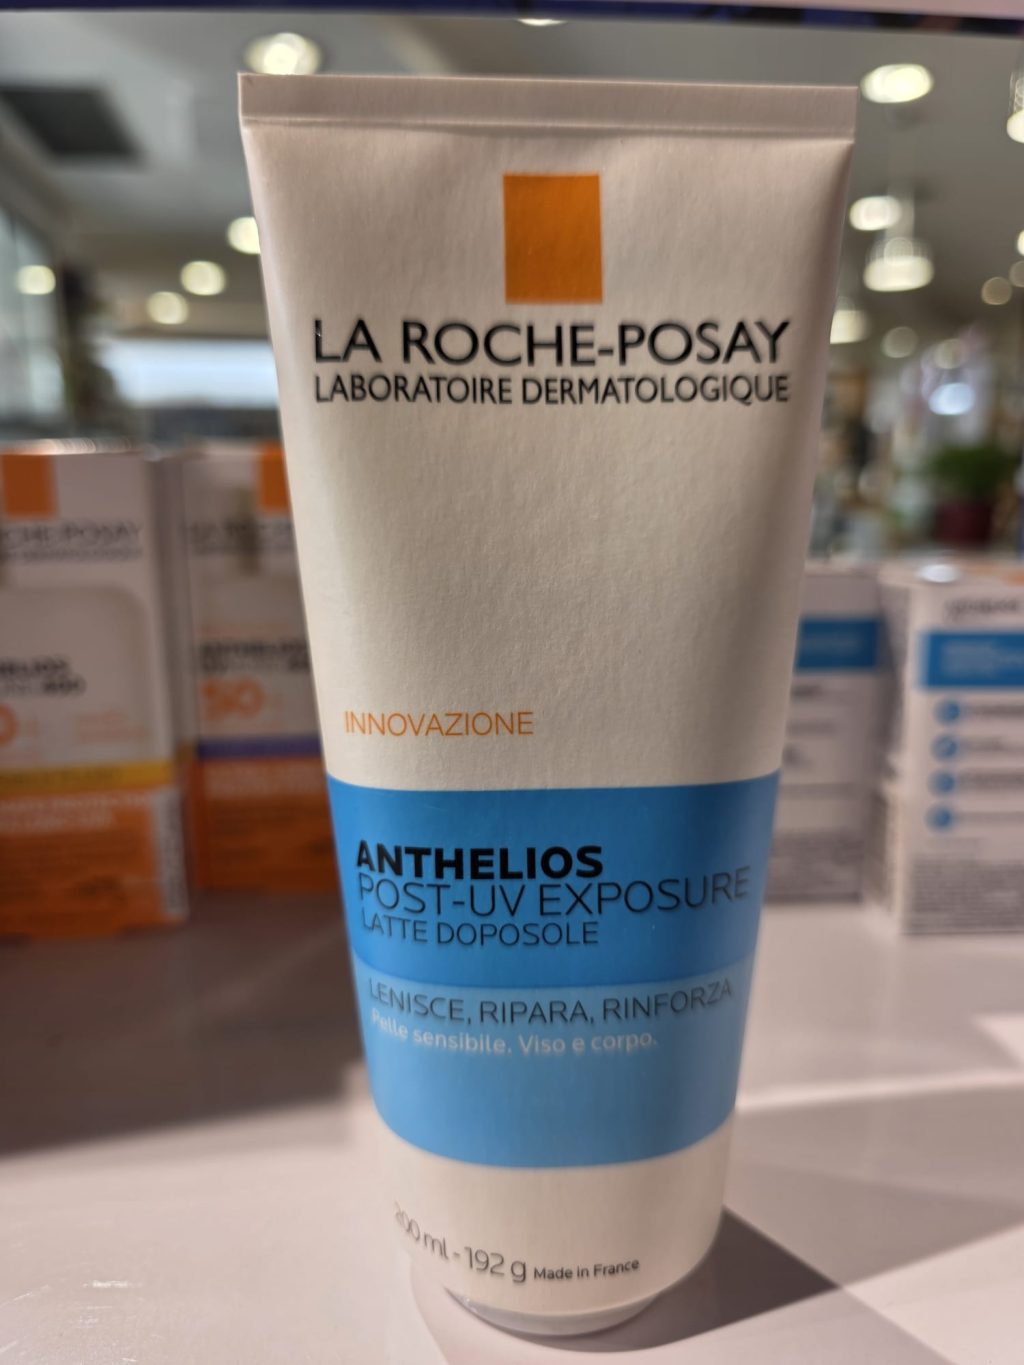 LA ROCHE-POSAY
LABORATOIRE DERMATOLOGIQUE
INNOVAZIONE
ANTHELIOS
POST-UV EXPOSURE
LATTE DOPOSOLE
LENISCE, RIPARA, RINFORZA
Pelle sensibile. Viso e corpo.
200 ml - 192 g Made in France